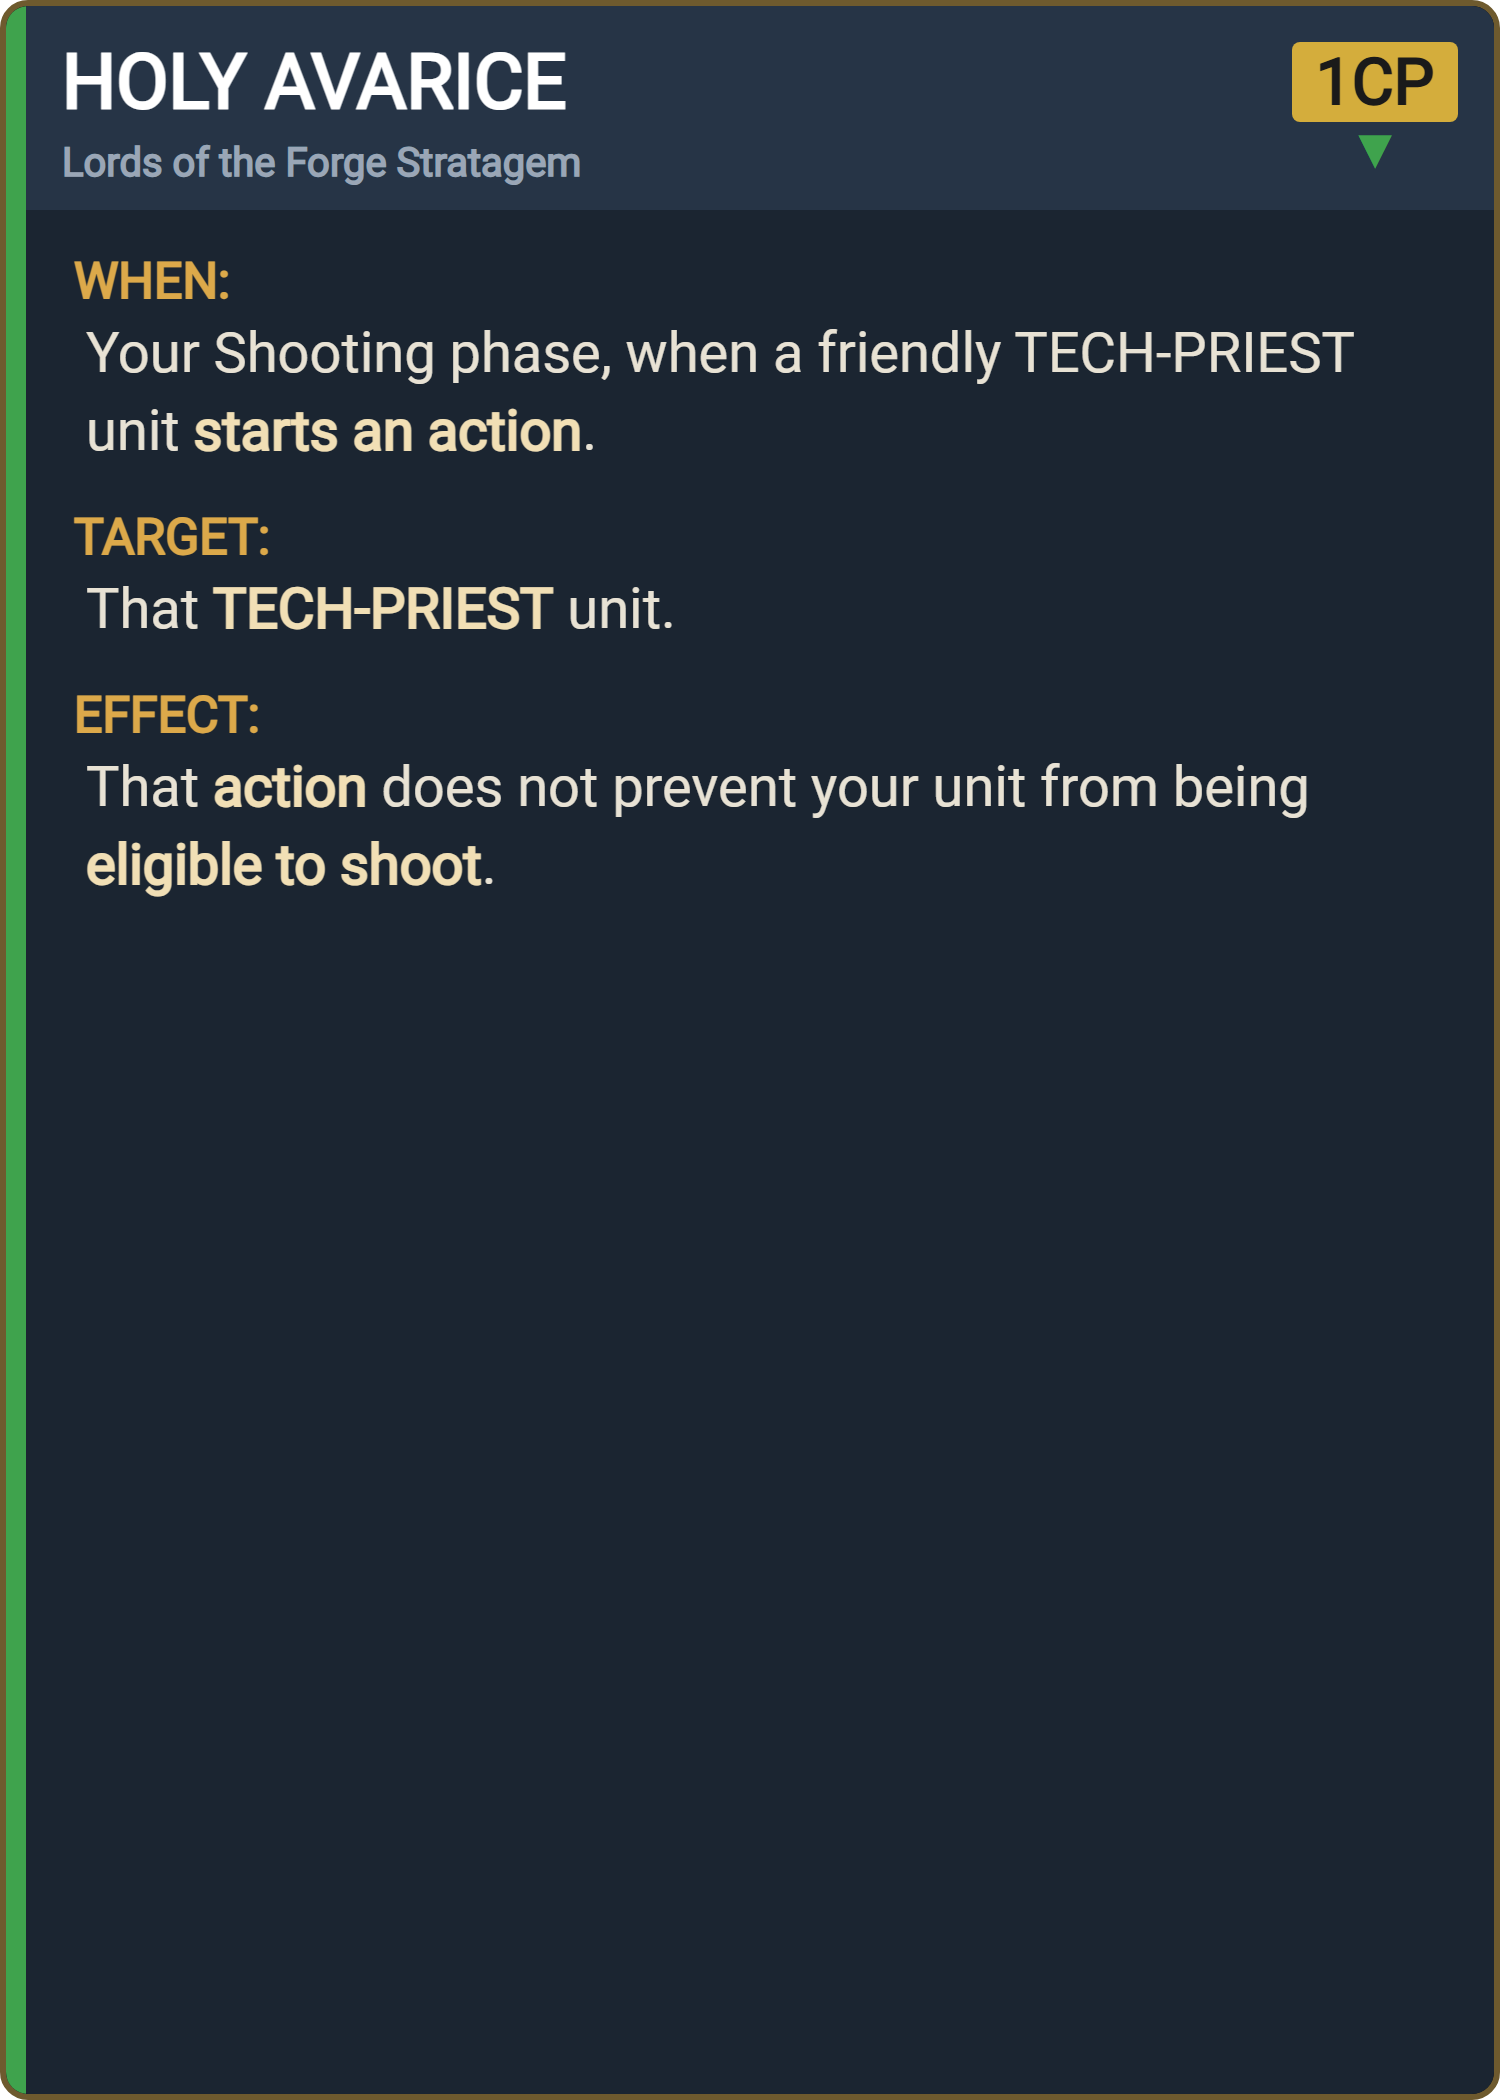 HOLY AVARICE
1CP
Lords of the Forge Stratagem
WHEN:
Your Shooting phase, when a friendly TECH-PRIEST
unit starts an action.
TARGET:
That TECH-PRIEST unit.
EFFECT:
That action does not prevent your unit from being
eligible to shoot.